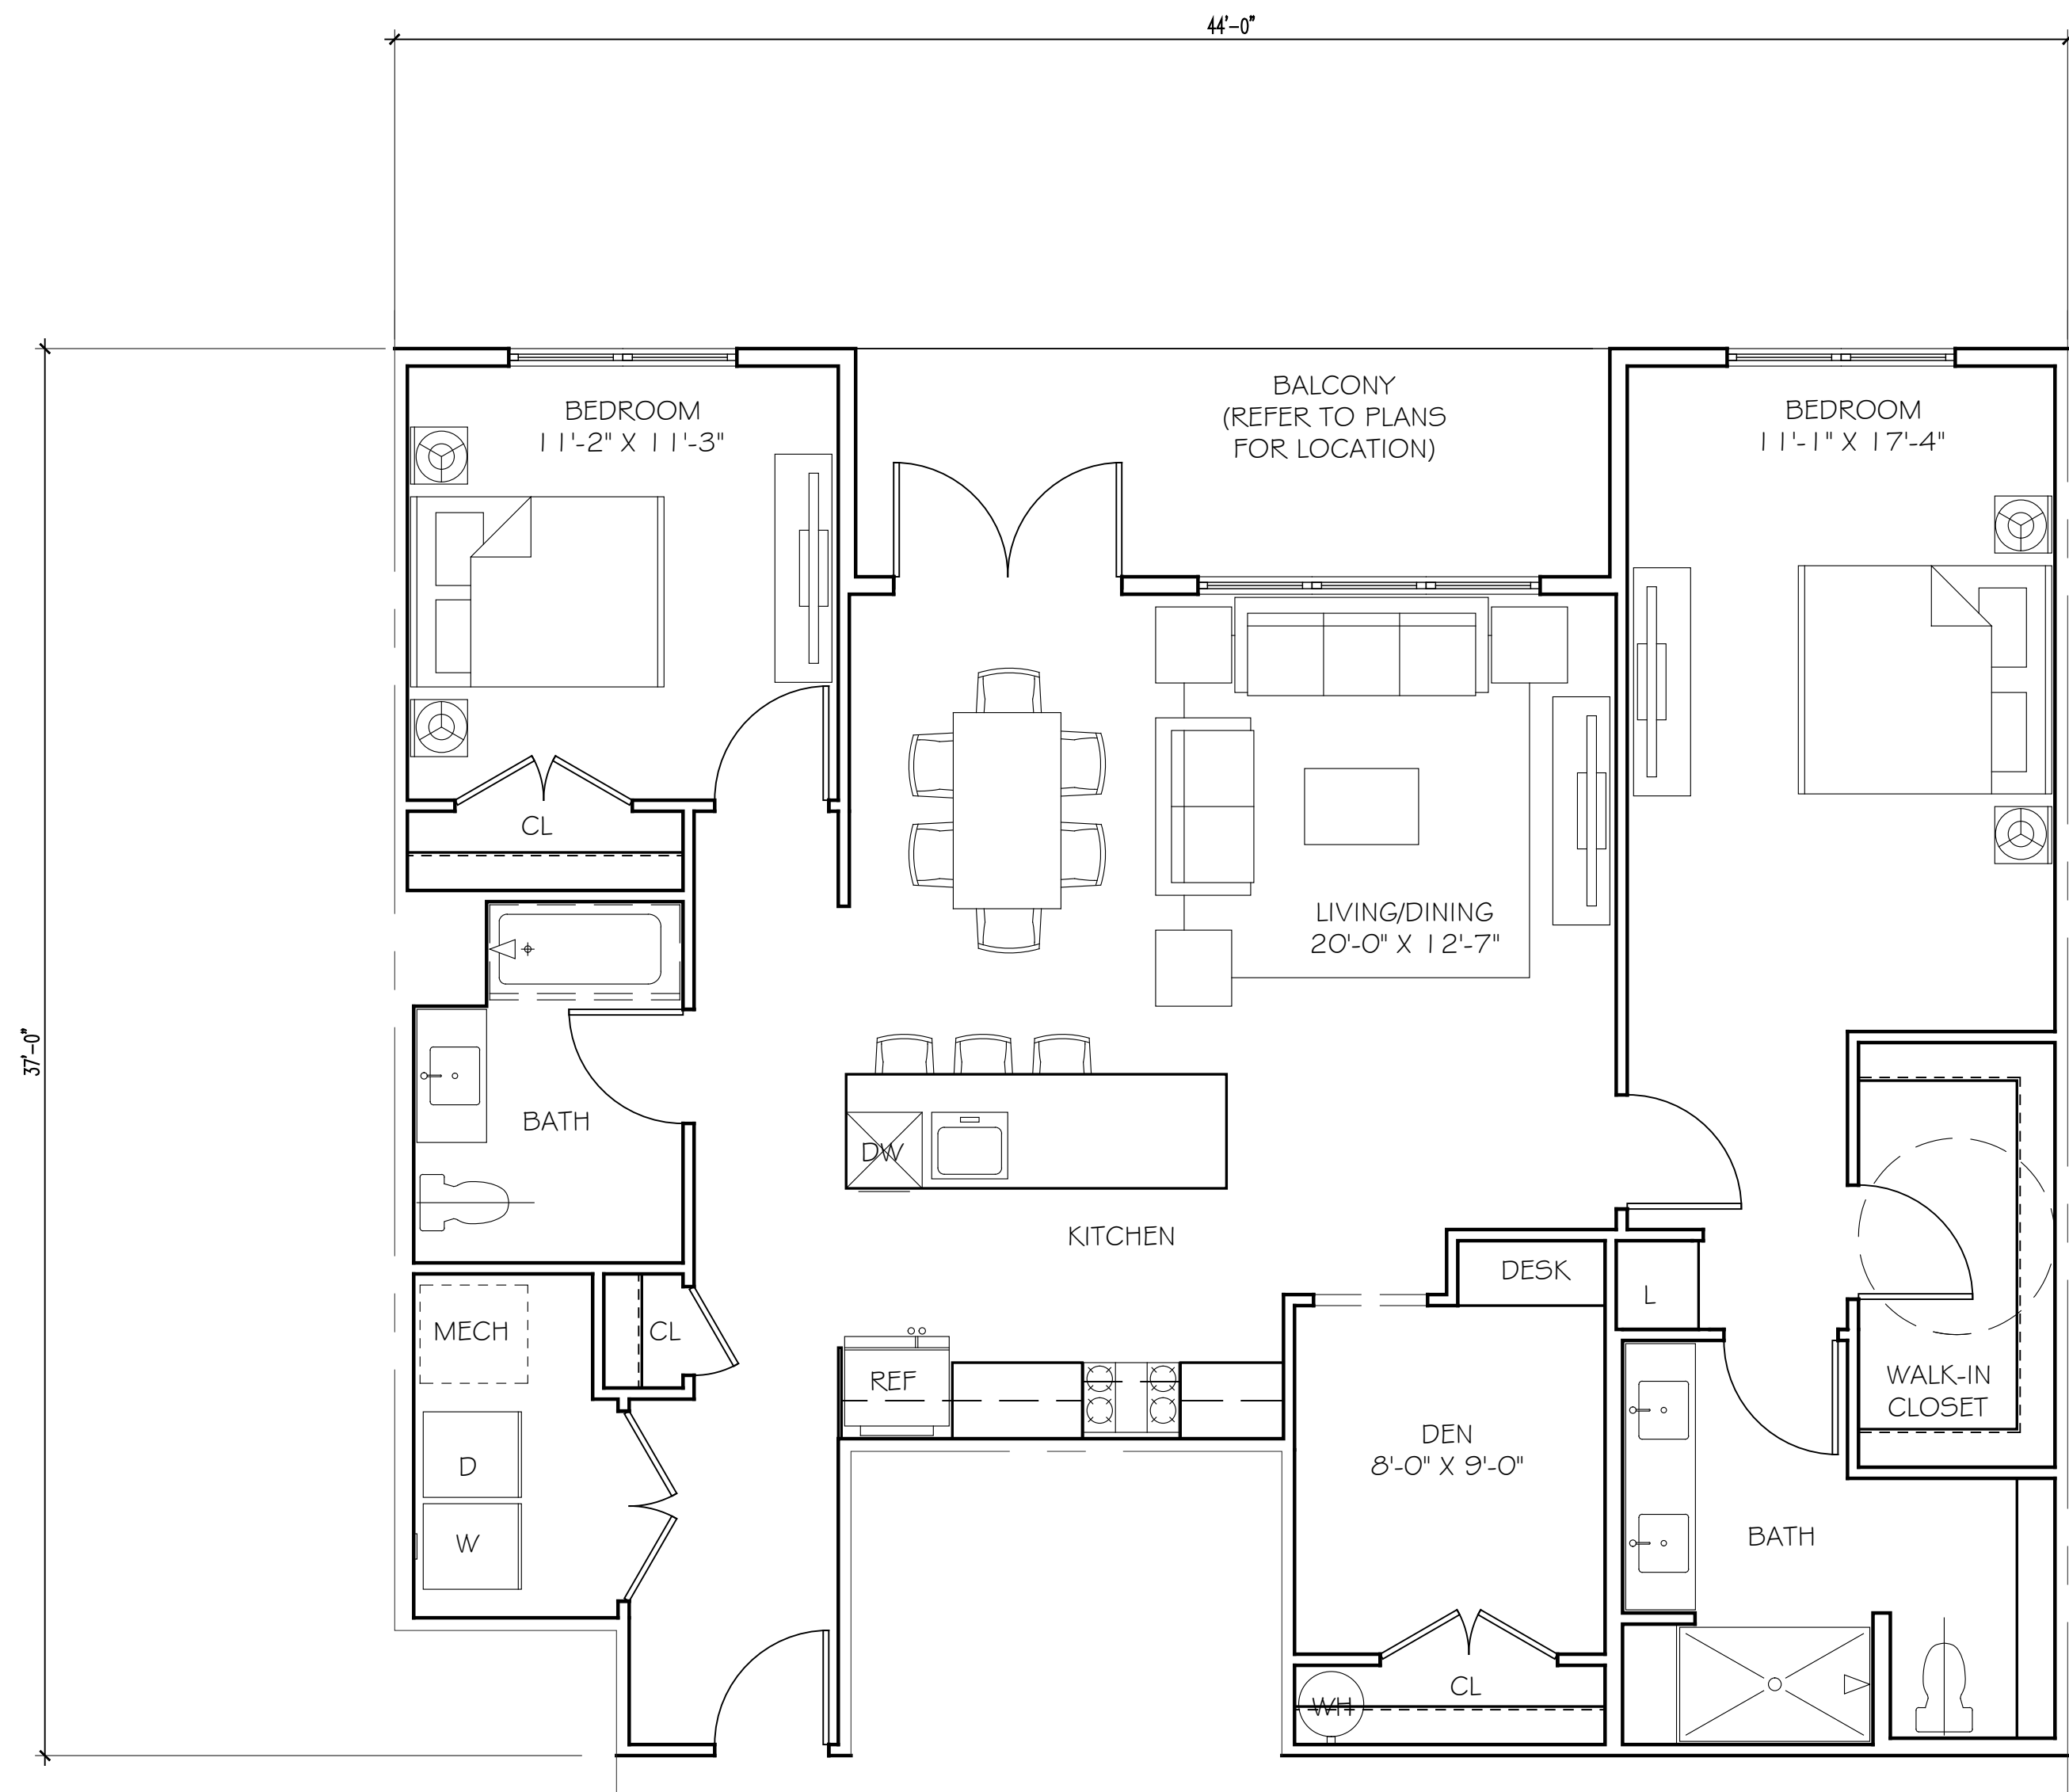 44'-0"
BALCONY
(REFER TO PLANS
FOR LOCATION)
BEDROOM
11'-2" X 11'-3"
BEDROOM
11'-1" X 17'-4"
CL
LIVING/DINING
20'-0" X 12'-7"
37'-0"
BATH
DW
KITCHEN
DESK
L
MECH
CL
REF
WALK-IN
CLOSET
DEN
8'-0" X 9'-0"
D
W
BATH
CL
WH